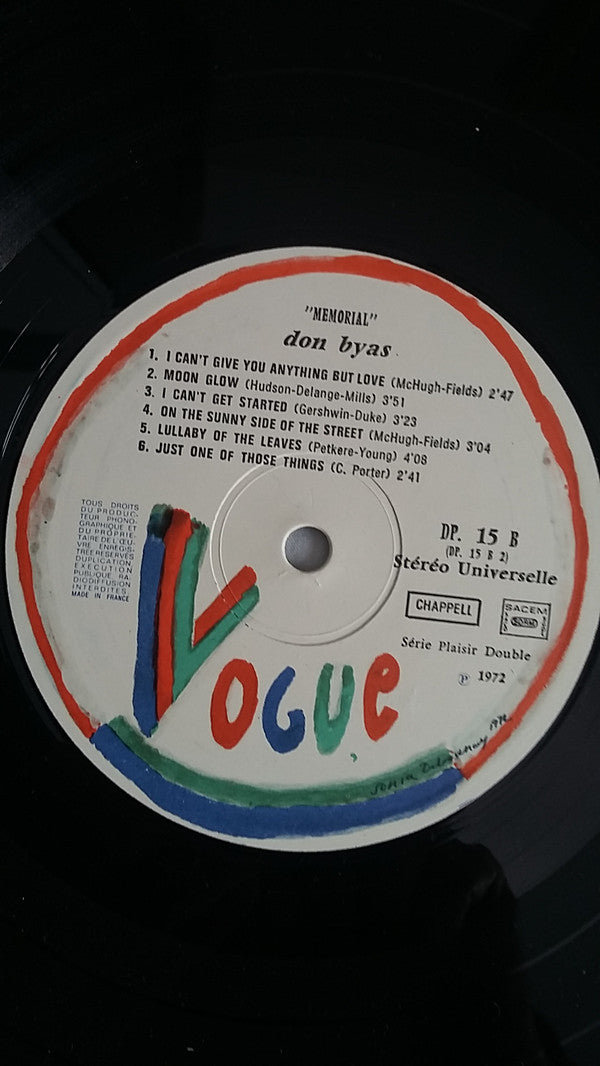 "MEMORIAL"
don byas
1. I CAN'T GIVE YOU ANYTHING BUT LOVE (McHugh-Fields) 2'47
2. MOON GLOW (Hudson-Delange-Mills) 3'51
3. I CAN'T GET STARTED (Gershwin-Duke) 3'23
4. ON THE SUNNY SIDE OF THE STREET (McHugh-Fields) 3'04
5. LULLABY OF THE LEAVES (Petkere-Young) 4'08
6. JUST ONE OF THOSE THINGS (C. Porter) 2'41
TOUS DROITS
DU PRODUC-
TEUR PHONO-
GRAPHIQUE ET
DU PROPRIE-
TAIRE DE L'ŒU-
VRE ENREGIS-
TREE RESERVES
DUPLICATION
EXECUTION
PUBLIQUE RA-
DIODIFFUSION
INTERDITES
MADE IN FRANCE
DP. 15 B
(DP. 15 B 2)
Stéréo Universelle
CHAPPELL
SACEM
Série Plaisir Double
℗ 1972
VOGUE
Sonia Delaunay 1972